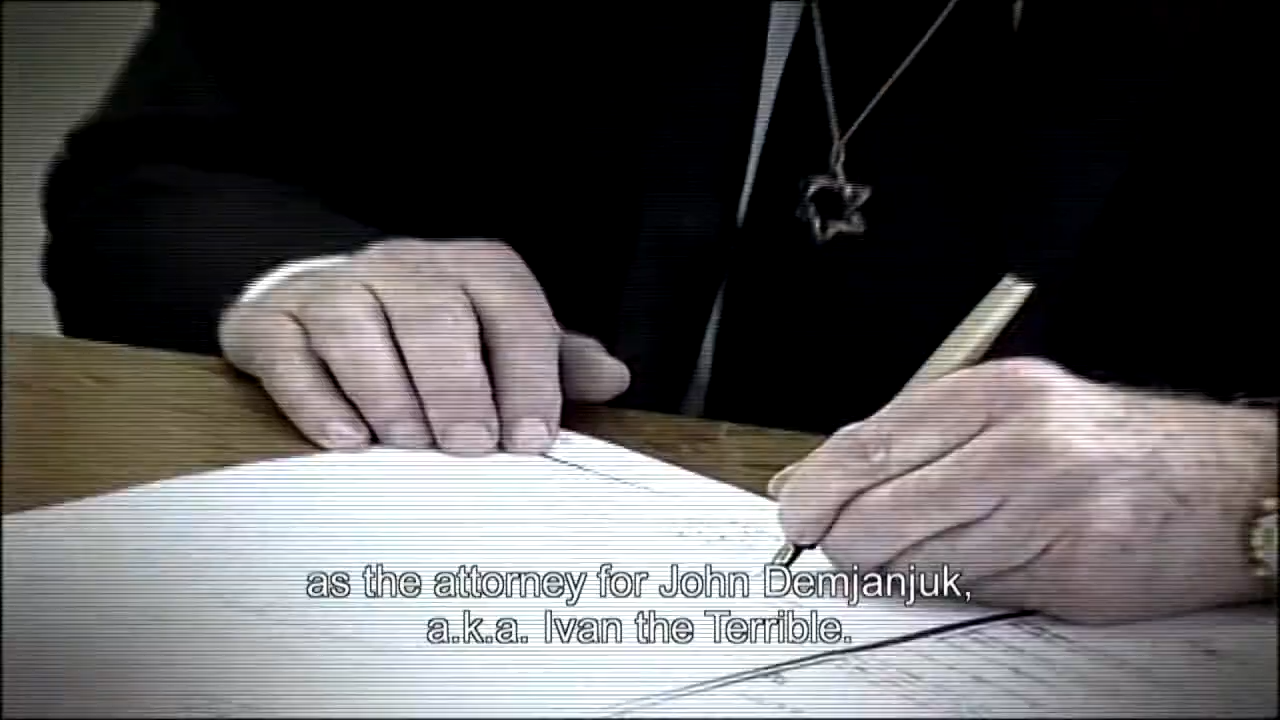 as the attorney for John Demjanjuk,
a.k.a. Ivan the Terrible.